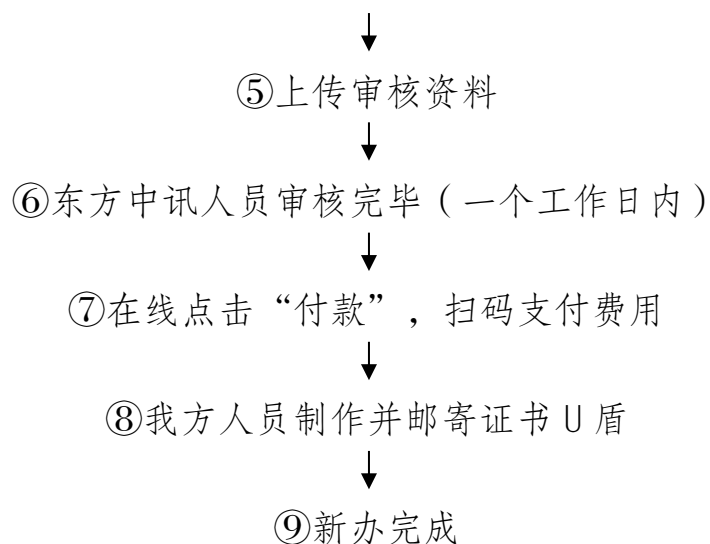 ⑤上传审核资料
⑥东方中讯人员审核完毕（一个工作日内）
⑦在线点击“付款”，扫码支付费用
⑧我方人员制作并邮寄证书U盾
⑨新办完成